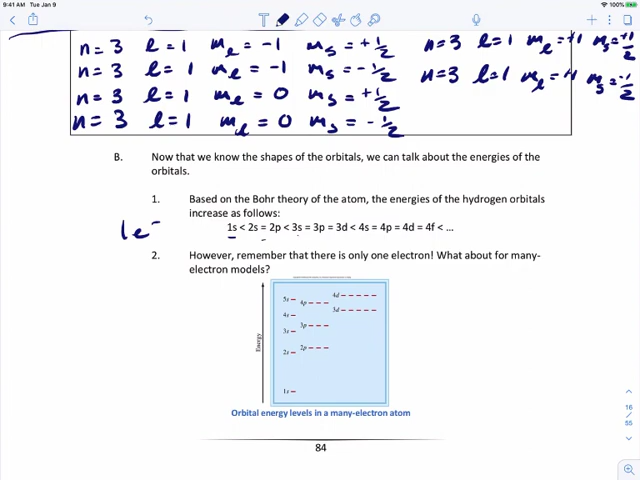 9:41 AM Tue Jan 9
100%
n=3 l=1 mₗ=-1 mₛ=+1/2 n=3 l=1 mₗ=+1 mₛ=+1/2
n=3 l=1 mₗ=-1 mₛ=-1/2 n=3 l=1 mₗ=+1 mₛ=-1/2
n=3 l=1 mₗ=0 mₛ=+1/2
n=3 l=1 mₗ=0 mₛ=-1/2
B. Now that we know the shapes of the orbitals, we can talk about the energies of the
orbitals.
1. Based on the Bohr theory of the atom, the energies of the hydrogen orbitals
increase as follows:
1e⁻ 1s < 2s = 2p < 3s = 3p = 3d < 4s = 4p = 4d = 4f < …
2. However, remember that there is only one electron! What about for many-
electron models?
Energy
5s
4p
4d
4s
3d
3p
3s
2p
2s
1s
Orbital energy levels in a many-electron atom
84
16
/
55